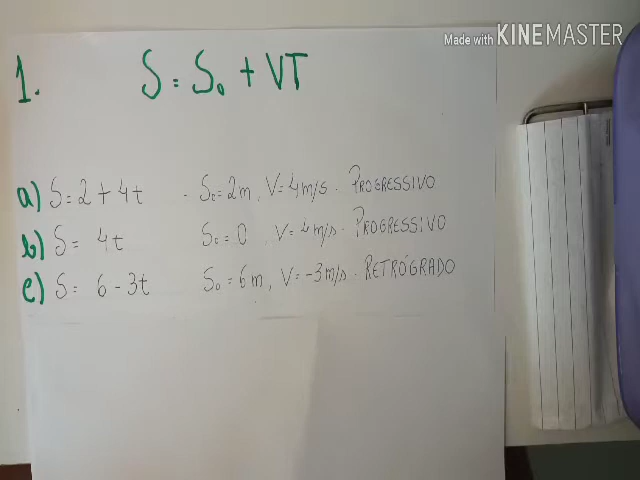 Made with KINEMASTER
1. S = S₀ + VT
a) S = 2 + 4t - S₀ = 2m, V = 4m/s - PROGRESSIVO
b) S = 4t S₀ = 0, V = 4m/s - PROGRESSIVO
c) S = 6 - 3t S₀ = 6m, V = -3m/s - RETRÓGRADO